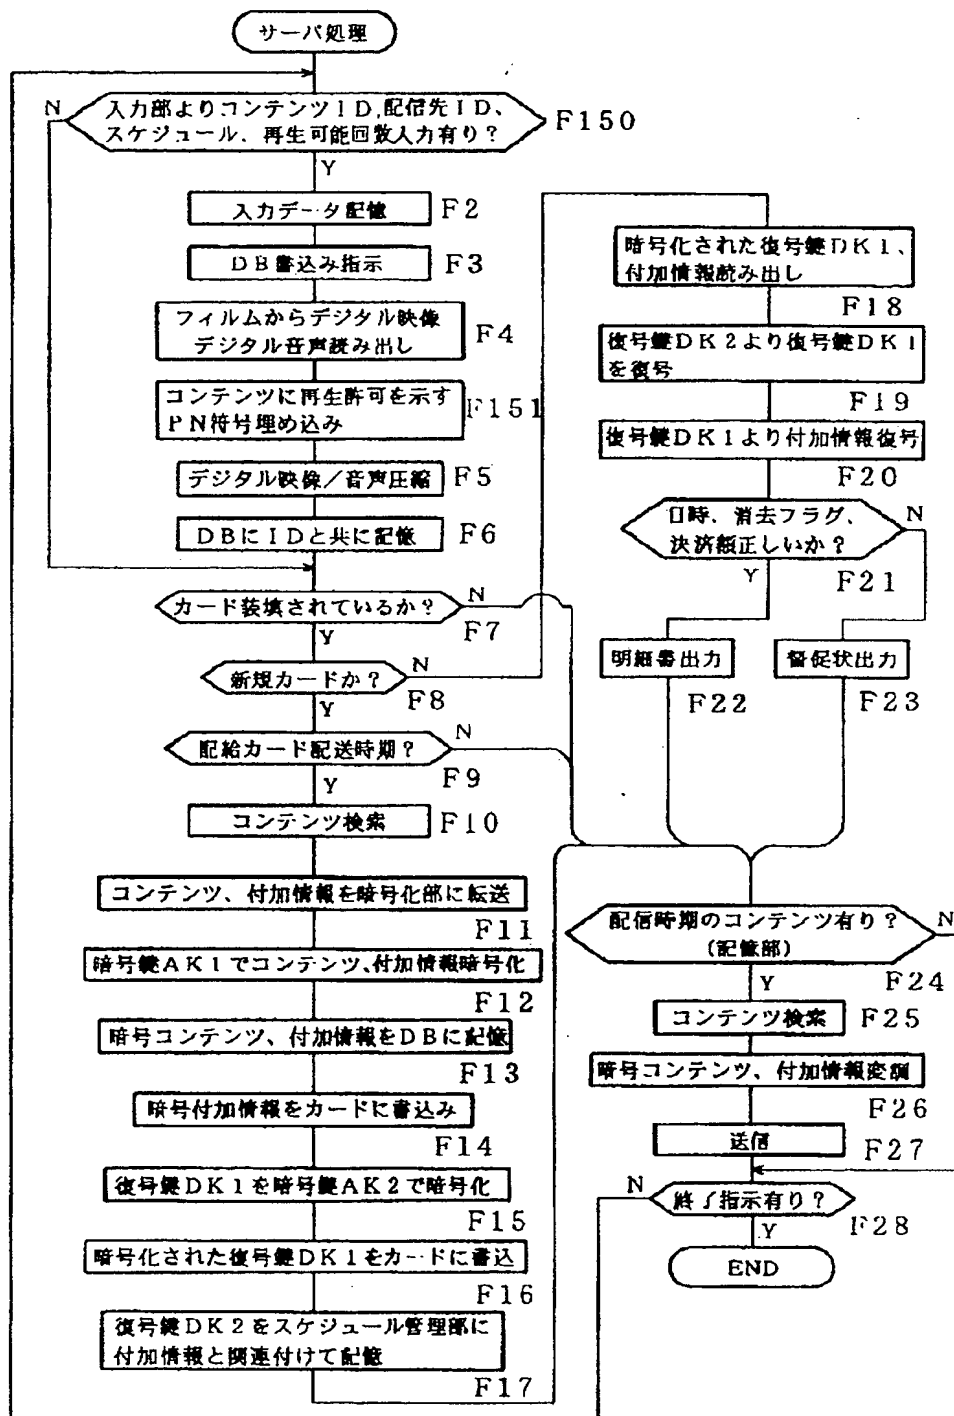 サーバ処理
N
入力部よりコンテンツID,配信先ID、
スケジュール、再生可能回数入力有り?
F150
Y
入力データ記憶
F2
DB書込み指示
F3
フィルムからデジタル映像
デジタル音声読み出し
F4
コンテンツに再生許可を示す
PN符号埋め込み
F151
デジタル映像/音声圧縮
F5
DBにIDと共に記憶
F6
カード装填されているか?
N
F7
Y
新規カードか?
N
F8
Y
配給カード配送時期?
N
F9
Y
コンテンツ検索
F10
コンテンツ、付加情報を暗号化部に転送
F11
暗号鍵AK1でコンテンツ、付加情報暗号化
F12
暗号コンテンツ、付加情報をDBに記憶
F13
暗号付加情報をカードに書込み
F14
復号鍵DK1を暗号鍵AK2で暗号化
F15
暗号化された復号鍵DK1をカードに書込
F16
復号鍵DK2をスケジュール管理部に
付加情報と関連付けて記憶
F17
暗号化された復号鍵DK1、
付加情報読み出し
F18
復号鍵DK2より復号鍵DK1
を復号
F19
復号鍵DK1より付加情報復号
F20
日時、消去フラグ、
決済額正しいか?
N
F21
Y
明細書出力
F22
督促状出力
F23
配信時期のコンテンツ有り?
(記憶部)
N
F24
Y
コンテンツ検索
F25
暗号コンテンツ、付加情報変調
F26
送信
F27
N
終了指示有り?
F28
Y
END